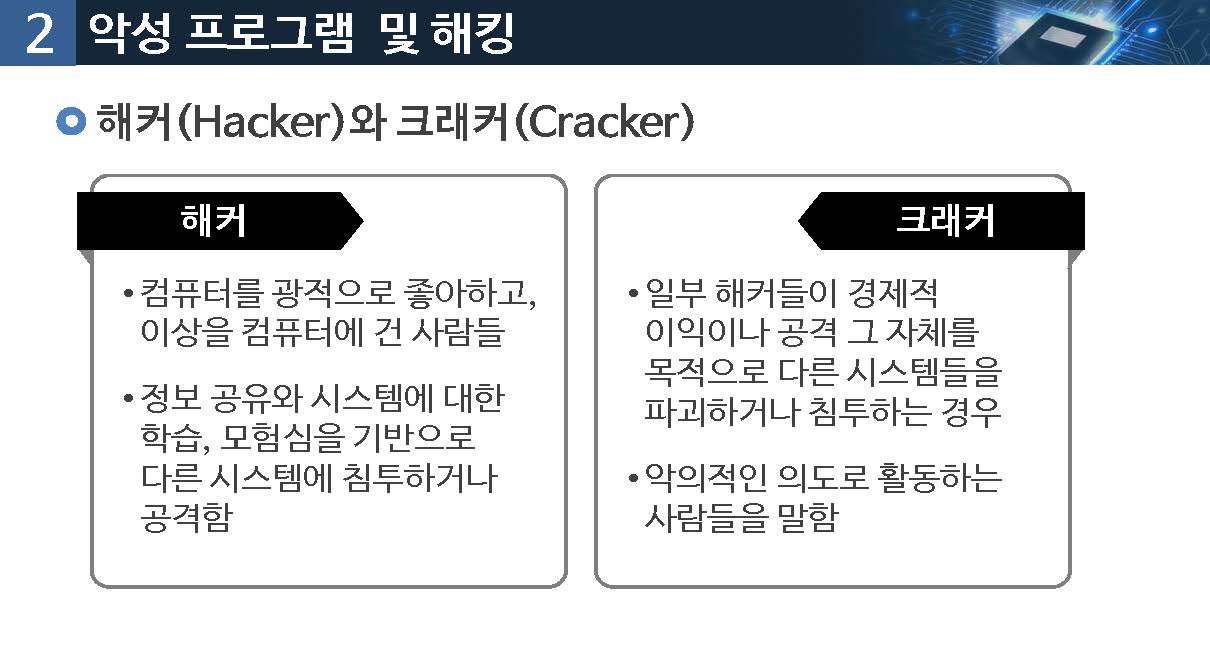 2 악성 프로그램 및 해킹
해커(Hacker)와 크래커(Cracker)
해커
•컴퓨터를 광적으로 좋아하고,
이상을 컴퓨터에 건 사람들
•정보 공유와 시스템에 대한
학습, 모험심을 기반으로
다른 시스템에 침투하거나
공격함
크래커
•일부 해커들이 경제적
이익이나 공격 그 자체를
목적으로 다른 시스템들을
파괴하거나 침투하는 경우
•악의적인 의도로 활동하는
사람들을 말함